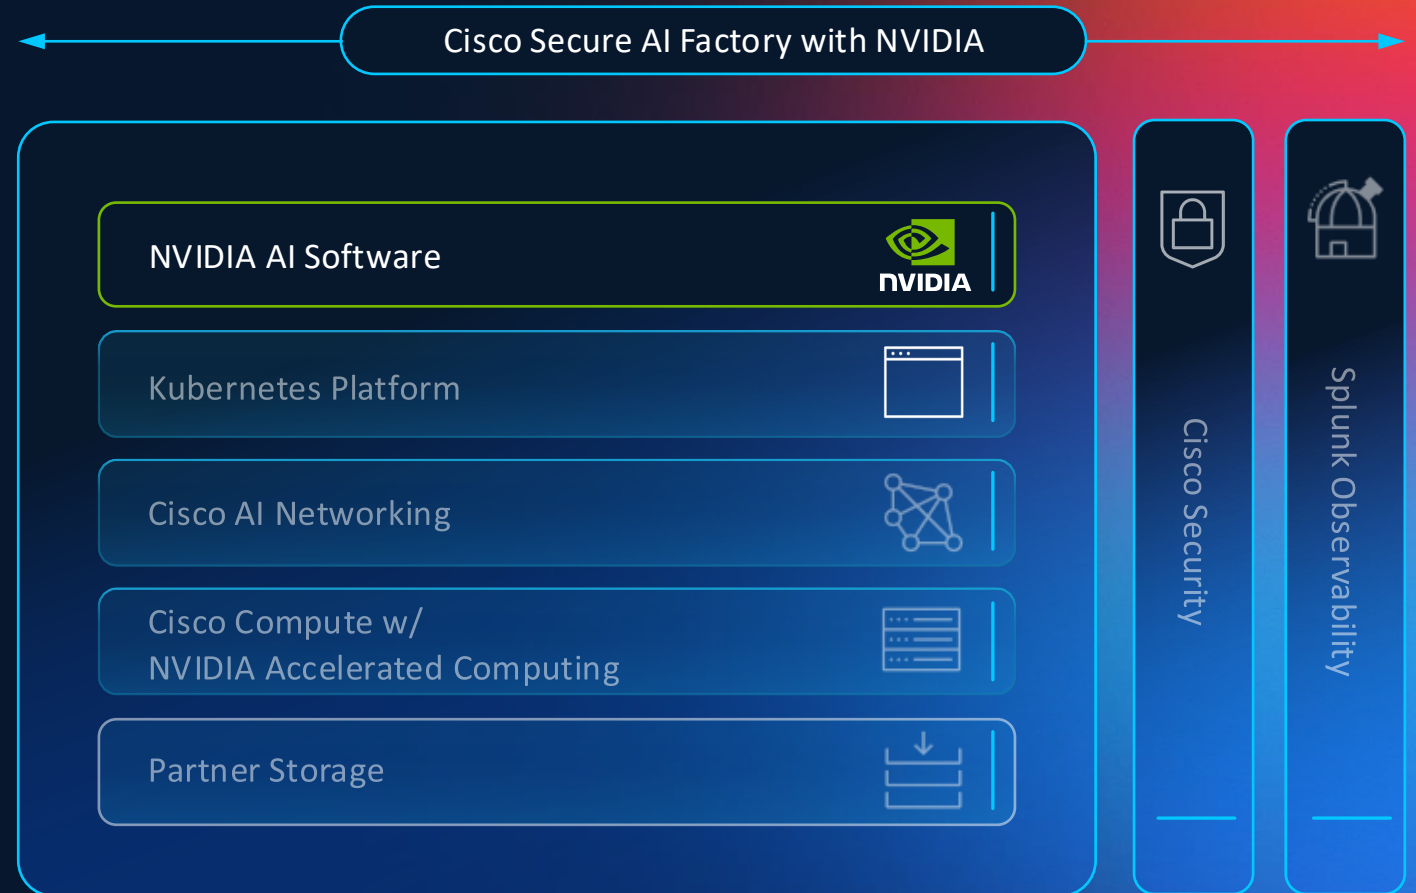 Cisco Secure AI Factory with NVIDIA
NVIDIA AI Software
NVIDIA
Kubernetes Platform
Cisco AI Networking
Cisco Compute w/
NVIDIA Accelerated Computing
Partner Storage
Cisco Security
Splunk Observability